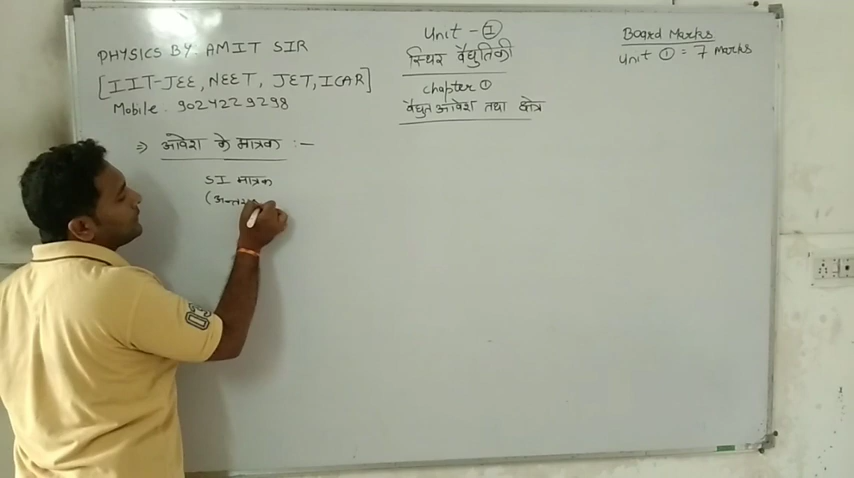 PHYSICS BY. AMIT SIR
[IIT-JEE, NEET, JET, ICAR]
Mobile. 9024229298
Unit - ①
स्थिर वैद्युतिकी
chapter ①
वैद्युत आवेश तथा क्षेत्र
Board Marks
Unit ① = 7 Marks
⇒ आवेश के मात्रक :-
SI मात्रक
03